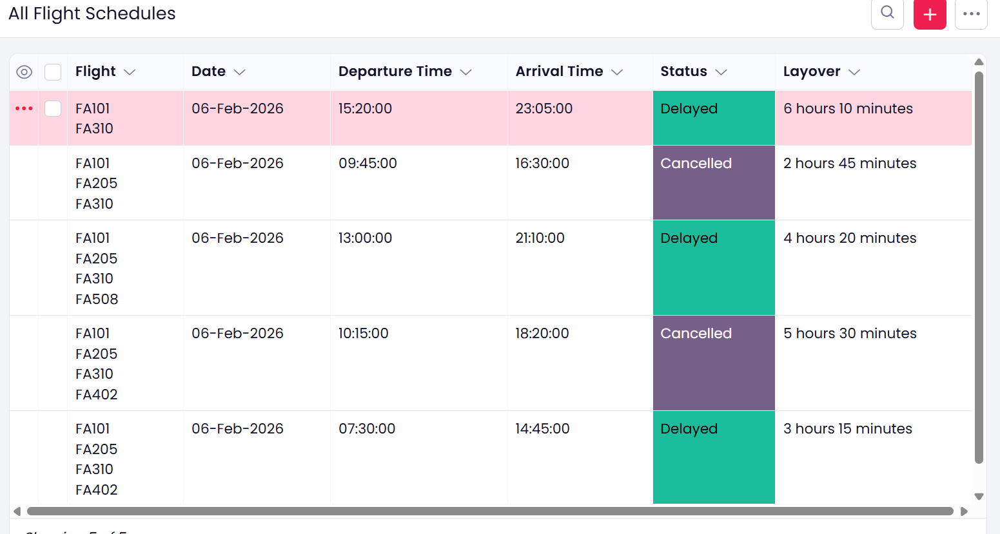 All Flight Schedules
Flight Date Departure Time Arrival Time Status Layover
FA101 06-Feb-2026 15:20:00 23:05:00 Delayed 6 hours 10 minutes
FA310
FA101 06-Feb-2026 09:45:00 16:30:00 Cancelled 2 hours 45 minutes
FA205
FA310
FA101 06-Feb-2026 13:00:00 21:10:00 Delayed 4 hours 20 minutes
FA205
FA310
FA508
FA101 06-Feb-2026 10:15:00 18:20:00 Cancelled 5 hours 30 minutes
FA205
FA310
FA402
FA101 06-Feb-2026 07:30:00 14:45:00 Delayed 3 hours 15 minutes
FA205
FA310
FA402